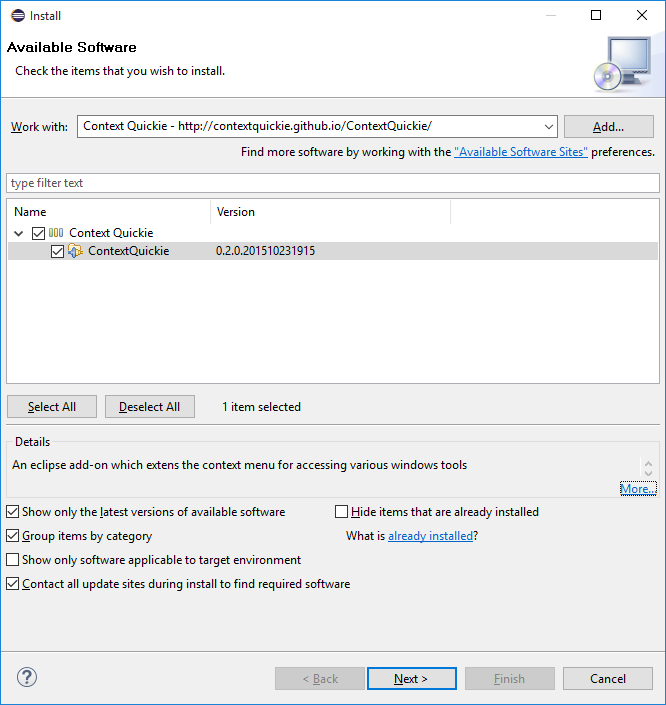 Install
Available Software
Check the items that you wish to install.
Work with: Context Quickie - http://contextquickie.github.io/ContextQuickie/ Add...
Find more software by working with the "Available Software Sites" preferences.
type filter text
Name Version
Context Quickie
ContextQuickie 0.2.0.201510231915
Select All Deselect All 1 item selected
Details
An eclipse add-on which extens the context menu for accessing various windows tools
More...
Show only the latest versions of available software Hide items that are already installed
Group items by category What is already installed?
Show only software applicable to target environment
Contact all update sites during install to find required software
? < Back Next > Finish Cancel